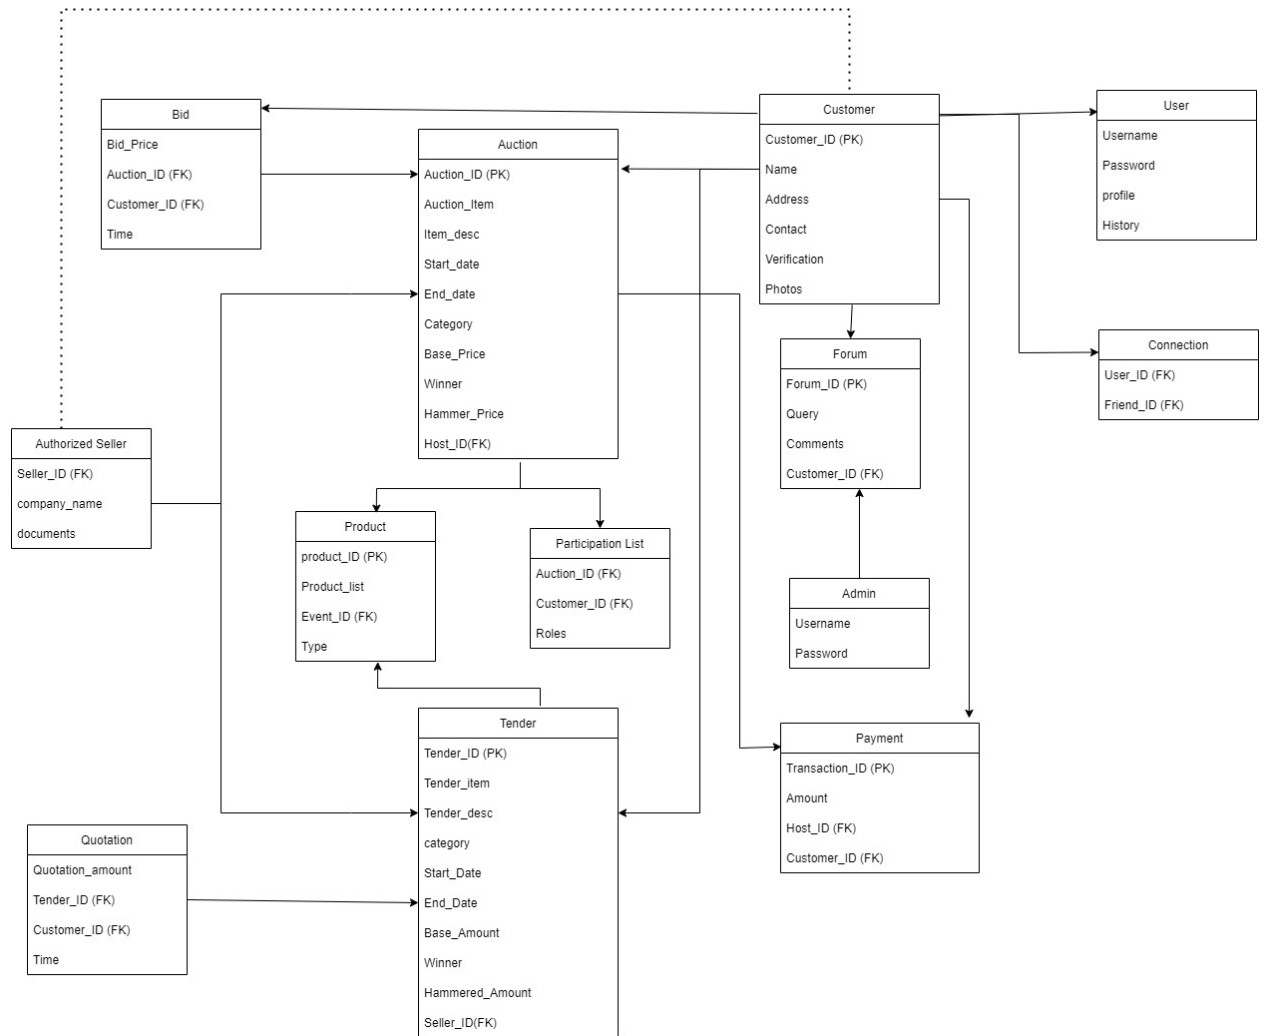 Bid
Bid_Price
Auction_ID (FK)
Customer_ID (FK)
Time
Auction
Auction_ID (PK)
Auction_Item
Item_desc
Start_date
End_date
Category
Base_Price
Winner
Hammer_Price
Host_ID(FK)
Customer
Customer_ID (PK)
Name
Address
Contact
Verification
Photos
User
Username
Password
profile
History
Connection
User_ID (FK)
Friend_ID (FK)
Forum
Forum_ID (PK)
Query
Comments
Customer_ID (FK)
Authorized Seller
Seller_ID (FK)
company_name
documents
Product
product_ID (PK)
Product_list
Event_ID (FK)
Type
Participation List
Auction_ID (FK)
Customer_ID (FK)
Roles
Admin
Username
Password
Tender
Tender_ID (PK)
Tender_item
Tender_desc
category
Start_Date
End_Date
Base_Amount
Winner
Hammered_Amount
Seller_ID(FK)
Payment
Transaction_ID (PK)
Amount
Host_ID (FK)
Customer_ID (FK)
Quotation
Quotation_amount
Tender_ID (FK)
Customer_ID (FK)
Time